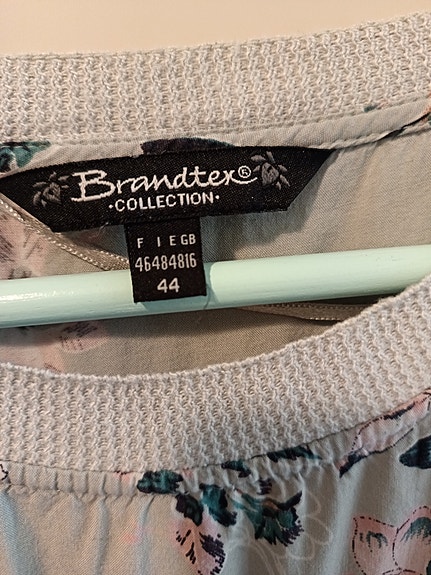 Brandtex®
·COLLECTION·
F I E GB
46484816
44